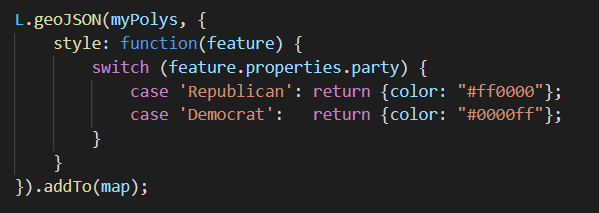 L.geoJSON(myPolys, {
    style: function(feature) {
        switch (feature.properties.party) {
            case 'Republican': return {color: "#ff0000"};
            case 'Democrat':   return {color: "#0000ff"};
        }
    }
}).addTo(map);